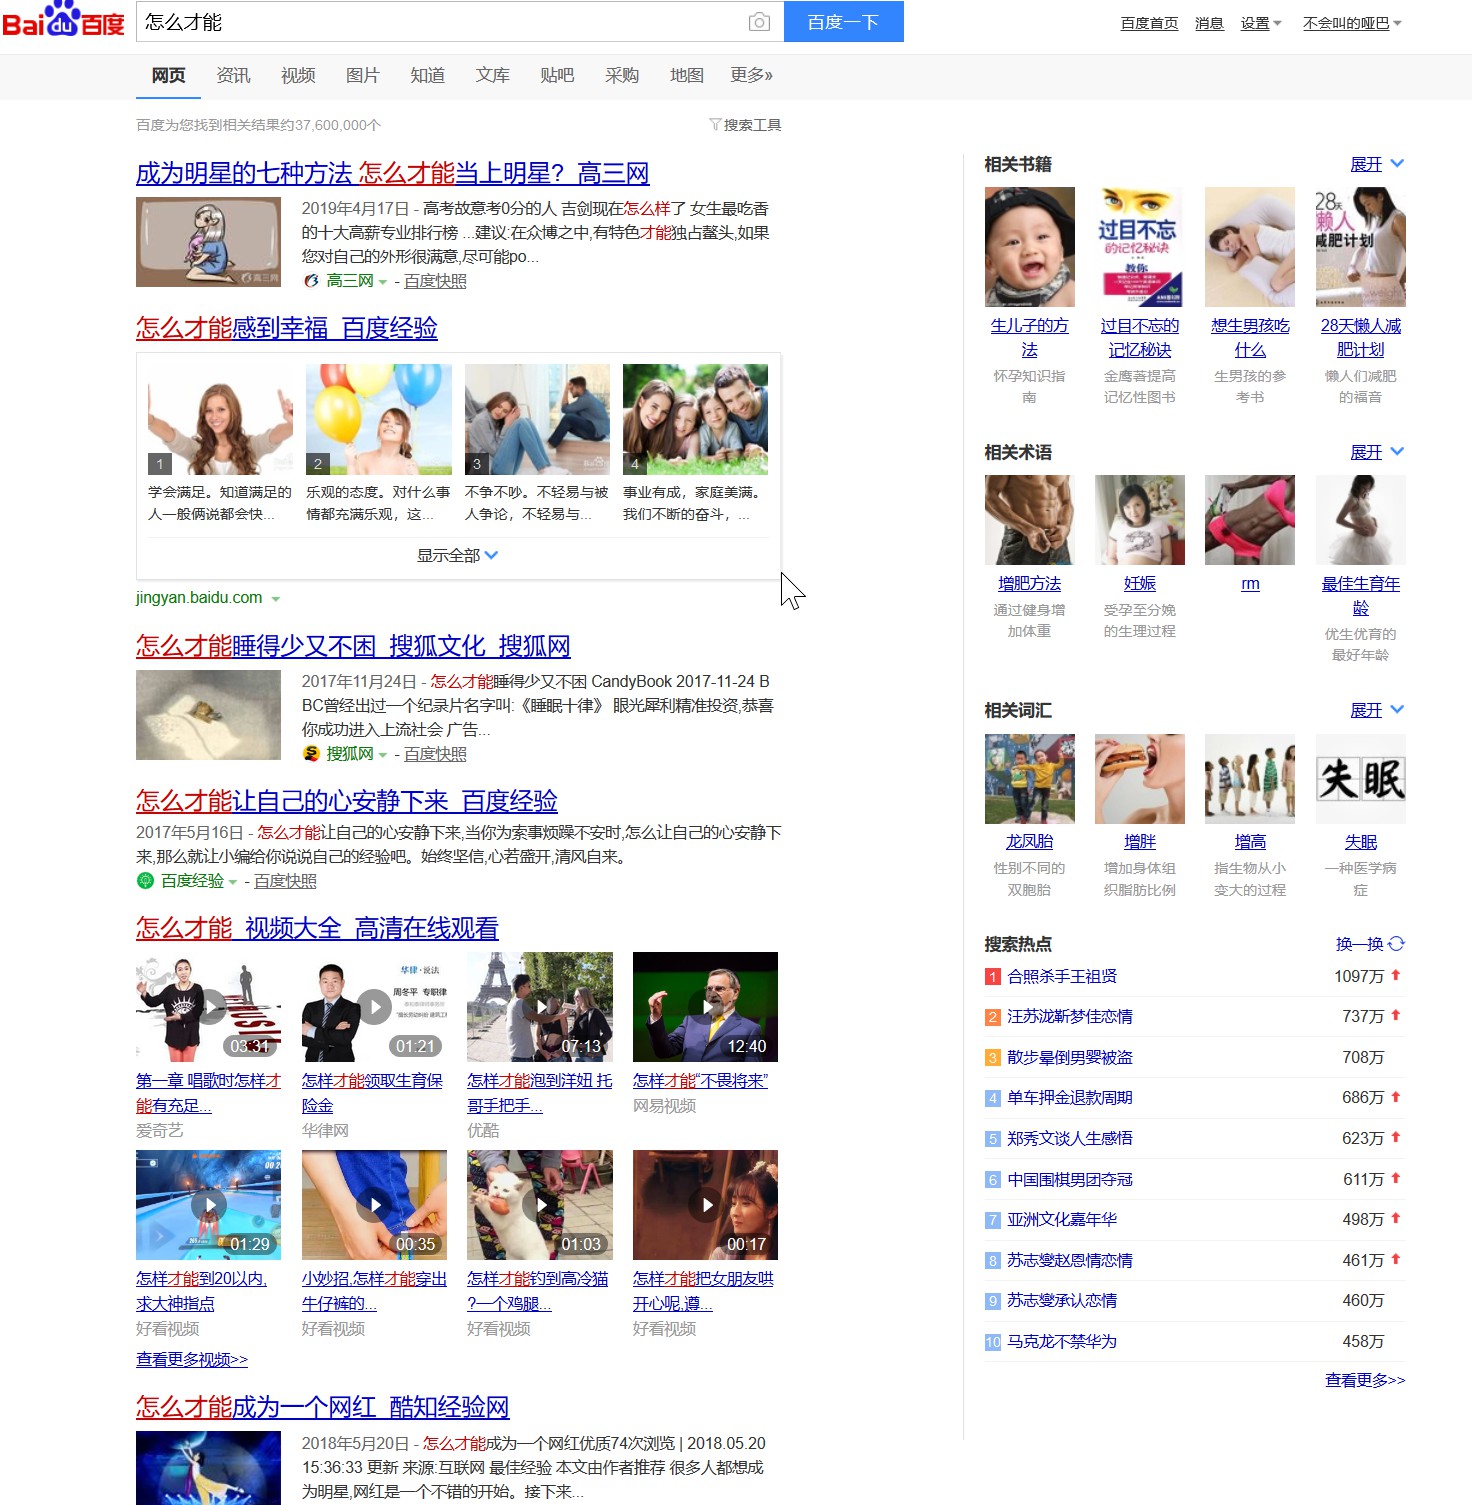 Bai du 百度
怎么才能
百度一下
百度首页 消息 设置 不会叫的哑巴
网页 资讯 视频 图片 知道 文库 贴吧 采购 地图 更多»
百度为您找到相关结果约37,600,000个
搜索工具
成为明星的七种方法 怎么才能当上明星? 高三网
高三网
2019年4月17日 - 高考故意考0分的人 吉剑现在怎么样了 女生最吃香
的十大高薪专业排行榜 ...建议:在众博之中,有特色才能独占鳌头,如果
您对自己的外形很满意,尽可能po...
高三网 - 百度快照
怎么才能感到幸福_百度经验
1 2 3 4
学会满足。知道满足的 乐观的态度。对什么事 不争不吵。不轻易与被 事业有成，家庭美满。
人一般俩说都会快... 情都充满乐观，这... 人争论，不轻易与... 我们不断的奋斗，...
显示全部
jingyan.baidu.com
怎么才能睡得少又不困_搜狐文化_搜狐网
2017年11月24日 - 怎么才能睡得少又不困 CandyBook 2017-11-24 B
BC曾经出过一个纪录片名字叫:《睡眠十律》 眼光犀利精准投资,恭喜
你成功进入上流社会 广告...
搜狐网 - 百度快照
怎么才能让自己的心安静下来_百度经验
2017年5月16日 - 怎么才能让自己的心安静下来,当你为索事烦躁不安时,怎么让自己的心安静下
来,那么就让小编给你说说自己的经验吧。始终坚信,心若盛开,清风自来。
百度经验 - 百度快照
怎么才能_视频大全_高清在线观看
华律·说法
周冬平 专职律
03:31 01:21 07:13 12:40
第一章 唱歌时怎样才 怎样才能领取生育保 怎样才能泡到洋妞 托 怎样才能“不畏将来”
能有充足... 险金 哥手把手... 网易视频
爱奇艺 华律网 优酷
01:29 00:35 01:03 00:17
怎样才能到20以内, 小妙招,怎样才能穿出 怎样才能钓到高冷猫 怎样才能把女朋友哄
求大神指点 牛仔裤的... ?一个鸡腿... 开心呢,遵...
好看视频 好看视频 好看视频 好看视频
查看更多视频>>
怎么才能成为一个网红_酷知经验网
2018年5月20日 - 怎么才能成为一个网红优质74次浏览 | 2018.05.20
15:36:33 更新 来源:互联网 最佳经验 本文由作者推荐 很多人都想成
为明星,网红是一个不错的开始。接下来...
相关书籍 展开
过目不忘
的记忆秘诀
教你
28天
懒人
减肥计划
生儿子的方 过目不忘的 想生男孩吃 28天懒人减
法 记忆秘诀 什么 肥计划
怀孕知识指 金鹰菩提高 生男孩的参 懒人们减肥
南 记忆性图书 考书 的福音
相关术语 展开
增肥方法 妊娠 rm 最佳生育年
龄
通过健身增 受孕至分娩 优生优育的
加体重 的生理过程 最好年龄
相关词汇 展开
失眠
龙凤胎 增胖 增高 失眠
性别不同的 增加身体组 指生物从小 一种医学病
双胞胎 织脂肪比例 变大的过程 症
搜索热点 换一换
1 合照杀手王祖贤 1097万
2 汪苏泷靳梦佳恋情 737万
3 散步晕倒男婴被盗 708万
4 单车押金退款周期 686万
5 郑秀文谈人生感悟 623万
6 中国围棋男团夺冠 611万
7 亚洲文化嘉年华 498万
8 苏志燮赵恩情恋情 461万
9 苏志燮承认恋情 460万
10 马克龙不禁华为 458万
查看更多>>